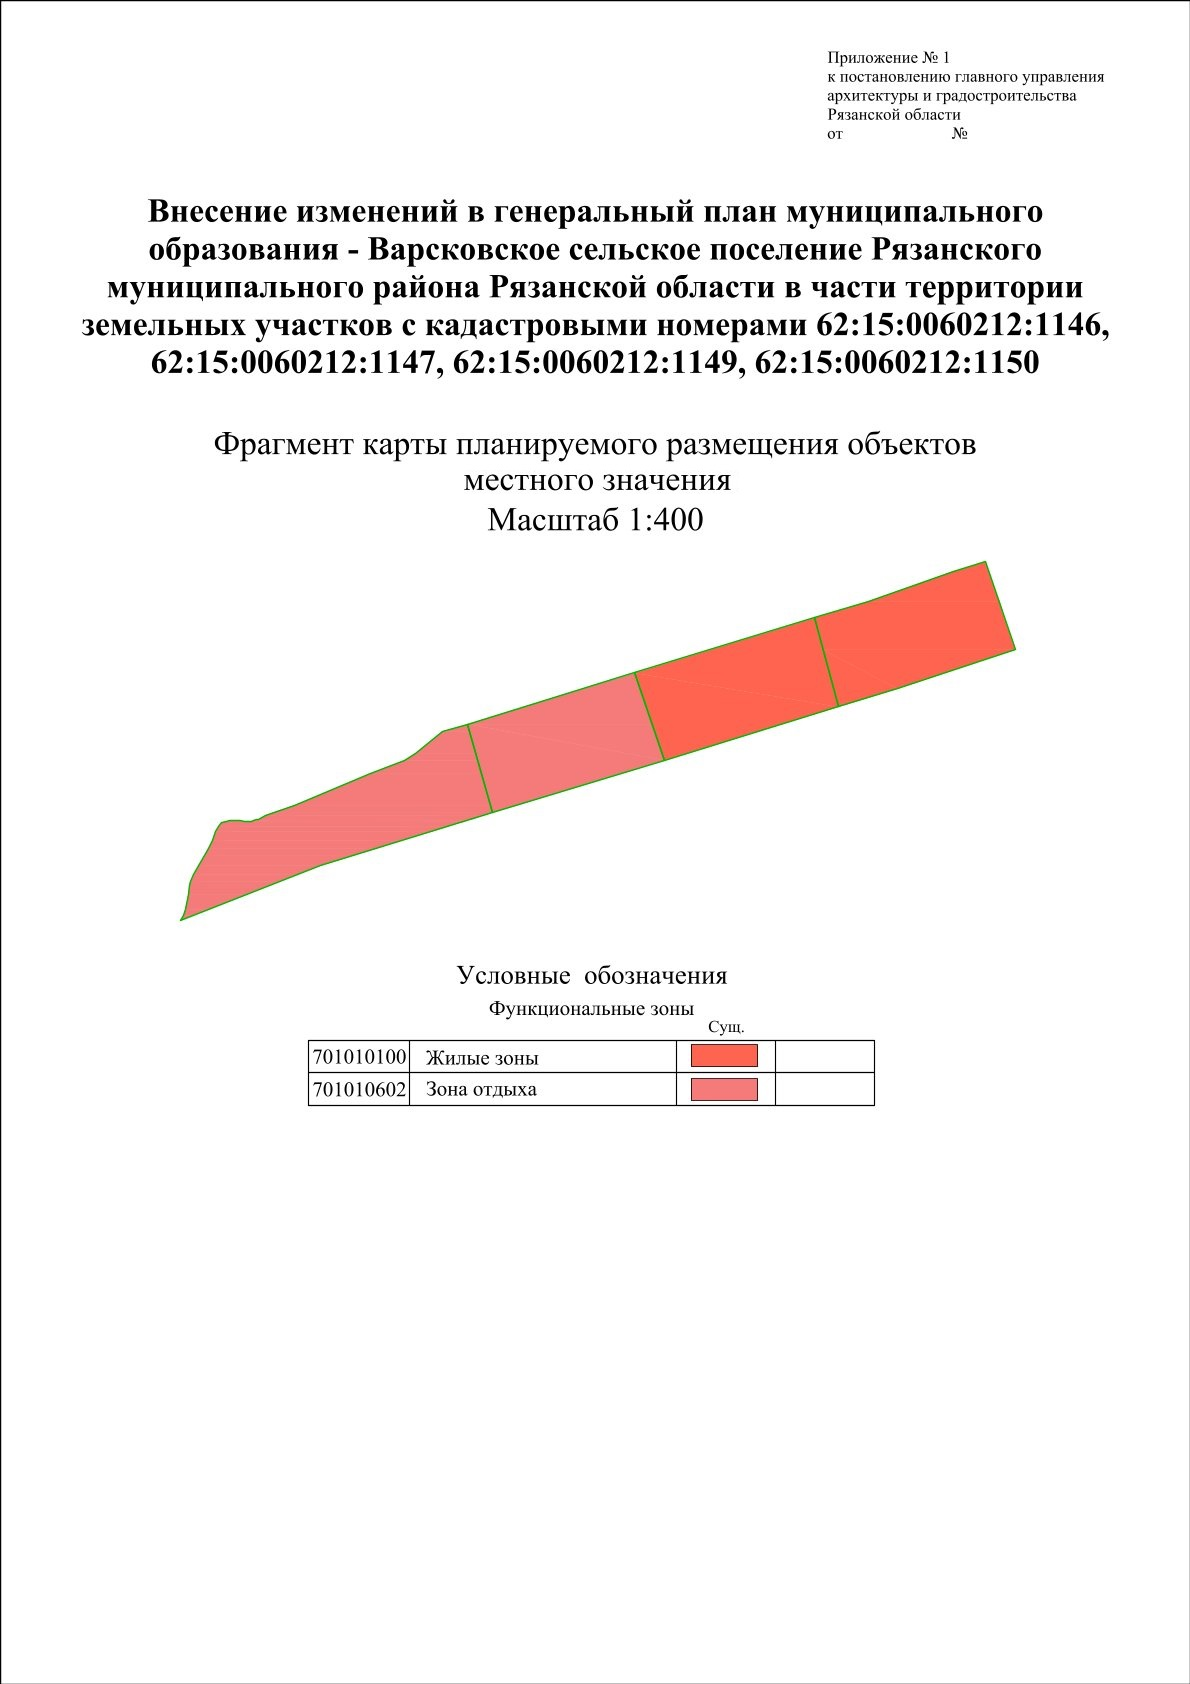 Приложение № 1
к постановлению главного управления
архитектуры и градостроительства
Рязанской области
от №
Внесение изменений в генеральный план муниципального
образования - Варсковское сельское поселение Рязанского
муниципального района Рязанской области в части территории
земельных участков с кадастровыми номерами 62:15:0060212:1146,
62:15:0060212:1147, 62:15:0060212:1149, 62:15:0060212:1150
Фрагмент карты планируемого размещения объектов
местного значения
Масштаб 1:400
Условные обозначения
Функциональные зоны
Сущ.
701010100 Жилые зоны
701010602 Зона отдыха